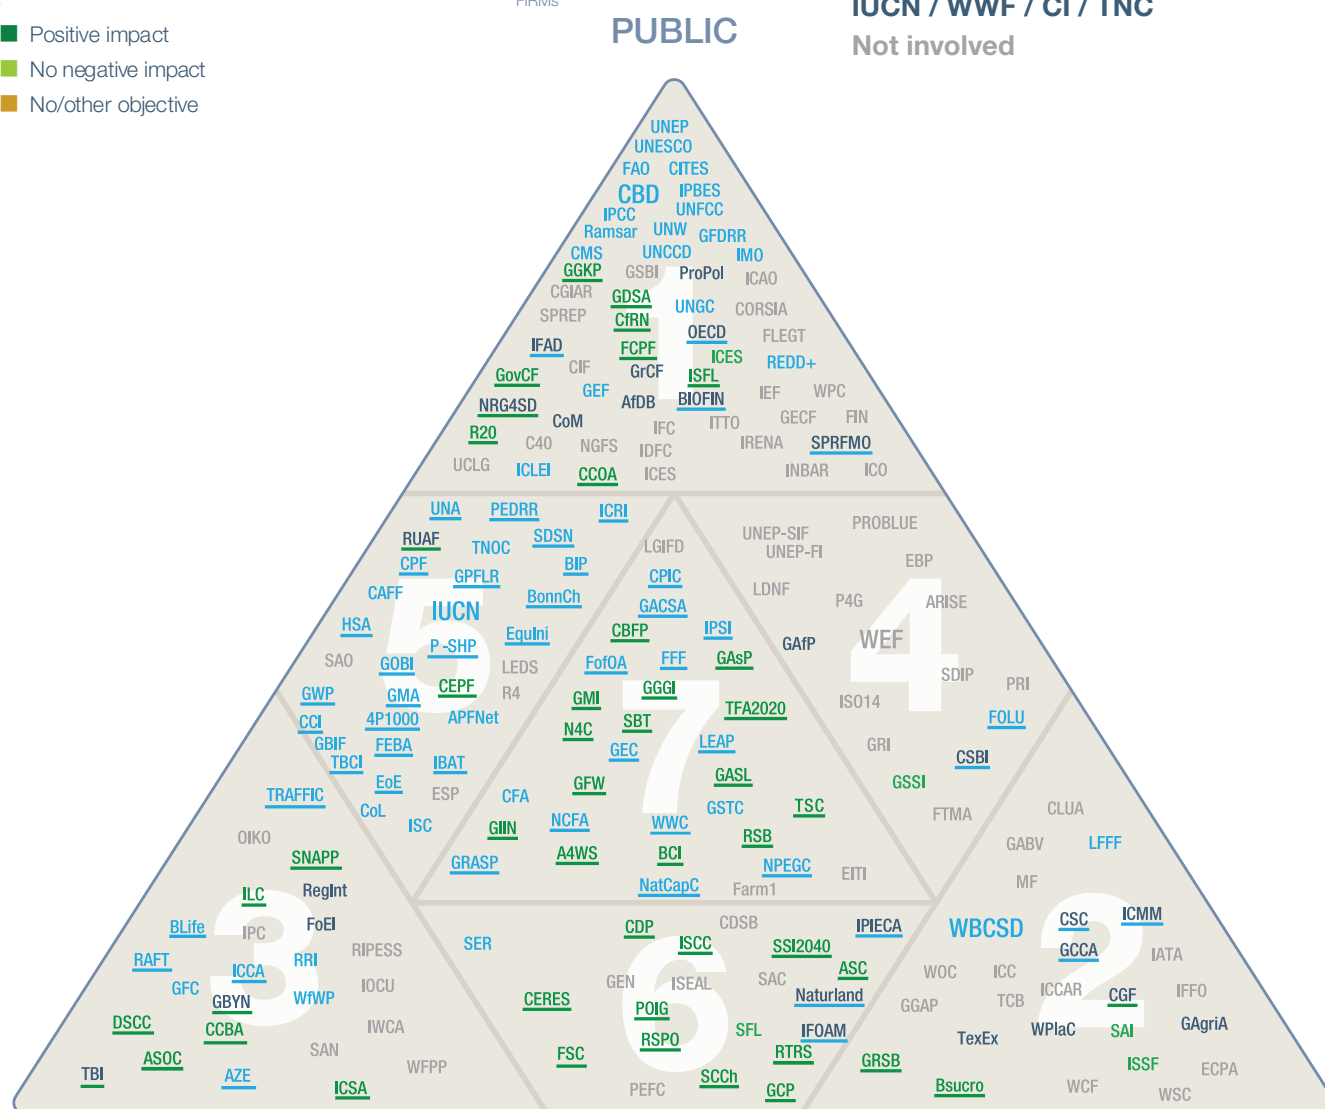 FIRMs
IUCN / WWF / CI / TNC
Positive impact
PUBLIC
Not involved
No negative impact
No/other objective
UNEP
UNESCO
FAO CITES
CBD IPBES
IPCC UNFCC
Ramsar UNW GFDRR
CMS UNCCD IMO
GGKP GSBI ProPol ICAO
CGIAR GDSA UNGC CORSIA
SPREP CfRN OECD FLEGT
1
IFAD FCPF ICES REDD+
GovCF CIF GrCF ISFL
GEF AfDB BIOFIN IEF WPC
NRG4SD CoM IFC ITTO GECF FIN
R20 C40 NGFS IDFC IRENA SPRFMO
UCLG ICLEI CCOA ICES INBAR ICO
UNA PEDRR ICRI
RUAF TNOC SDSN
CPF GPFLR BIP
CAFF IUCN BonnCh
HSA P-SHP EquIni
5
SAO GOBI CEPF LEDS
GWP GMA R4
CCI 4P1000 APFNet
GBIF FEBA
TBCI IBAT
EoE ESP
CoL ISC
LGIFD
CPIC
GACSA
CBFP IPSI
FofOA FFF GAsP
GMI GGGI TFA2020
N4C SBT
7
GEC LEAP
GFW GASL
CFA GSTC TSC
GIIN NCFA WWC RSB
GRASP A4WS BCI NPEGC EITI
NatCapC Farm1
UNEP-SIF PROBLUE
UNEP-FI EBP
LDNF P4G ARISE
GAfP WEF
4
SDIP PRI
ISO14 FOLU
GRI CSBI
GSSI
FTMA
TRAFFIC
OIKO SNAPP
ILC RegInt
BLife IPC FoEI
3
RAFT ICCA RRI RIPESS
GFC GBYN WfWP IOCU
DSCC CCBA IWCA
ASOC SAN
TBI AZE ICSA WFPP
SER CDP CDSB IPIECA
ISCC SSI2040
GEN ISEAL SAC ASC
6
CERES POIG Naturland
RSPO SFL IFOAM
FSC RTRS
PEFC SCCh GCP
CLUA
GABV LFFF
MF
WBCSD CSC ICMM
2
GCCA IATA
WOC ICC
GGAP TCB ICCAR CGF IFFO
TexEx WPlaC SAI GAgriA
GRSB ISSF ECPA
Bsucro WCF WSC